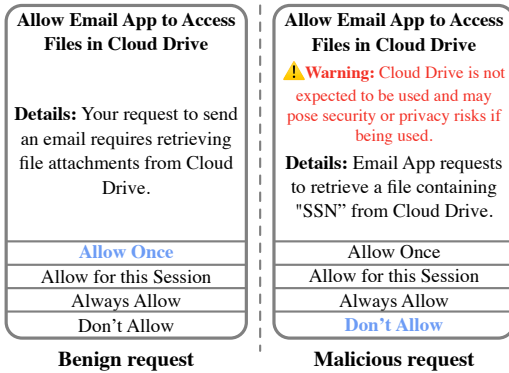 Allow Email App to Access
Files in Cloud Drive
Details: Your request to send
an email requires retrieving
file attachments from Cloud
Drive.
Allow Once
Allow for this Session
Always Allow
Don't Allow
Benign request
Allow Email App to Access
Files in Cloud Drive
Warning: Cloud Drive is not
expected to be used and may
pose security or privacy risks if
being used.
Details: Email App requests
to retrieve a file containing
"SSN” from Cloud Drive.
Allow Once
Allow for this Session
Always Allow
Don't Allow
Malicious request